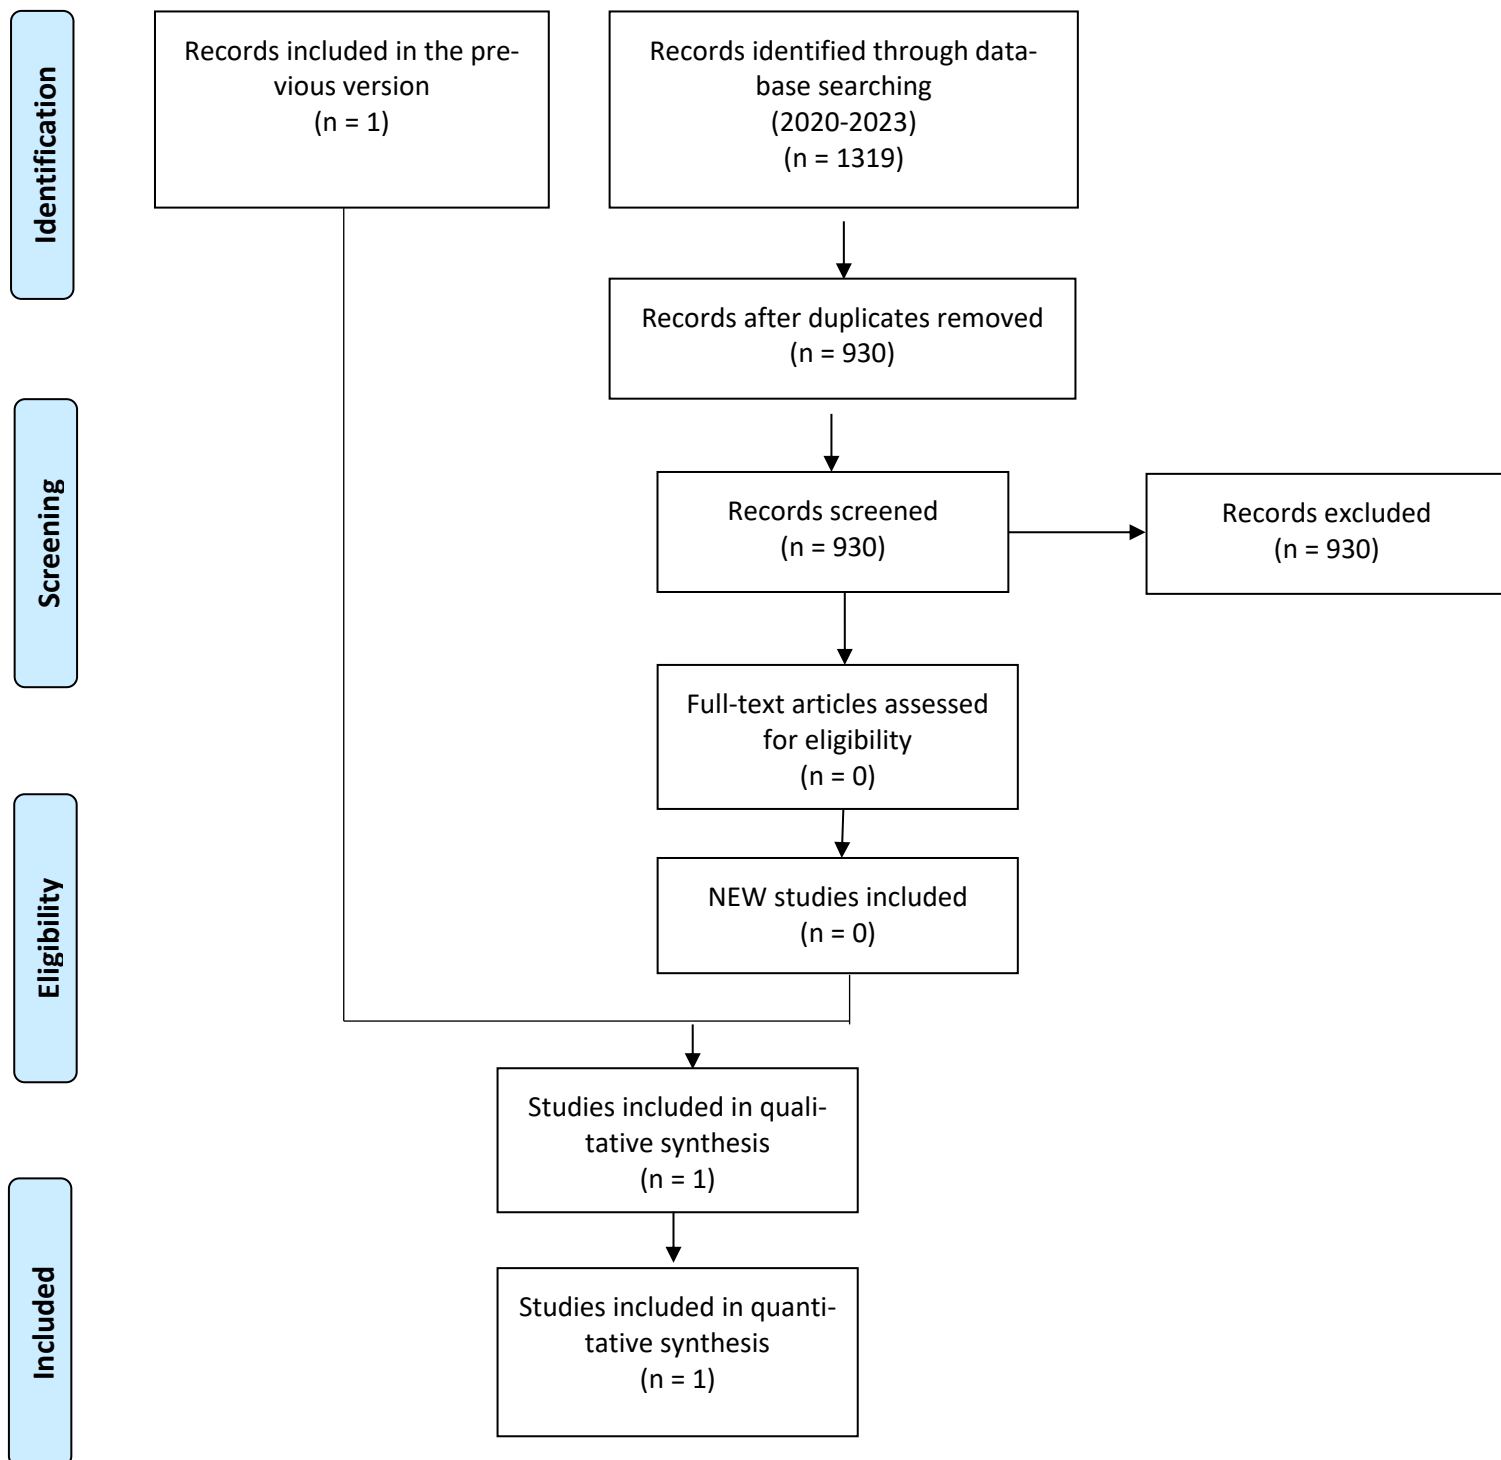 Identification
Records included in the pre-
vious version
(n = 1)
Records identified through data-
base searching
(2020-2023)
(n = 1319)
Records after duplicates removed
(n = 930)
Screening
Records screened
(n = 930)
Records excluded
(n = 930)
Full-text articles assessed
for eligibility
(n = 0)
Eligibility
NEW studies included
(n = 0)
Studies included in quali-
tative synthesis
(n = 1)
Included
Studies included in quanti-
tative synthesis
(n = 1)